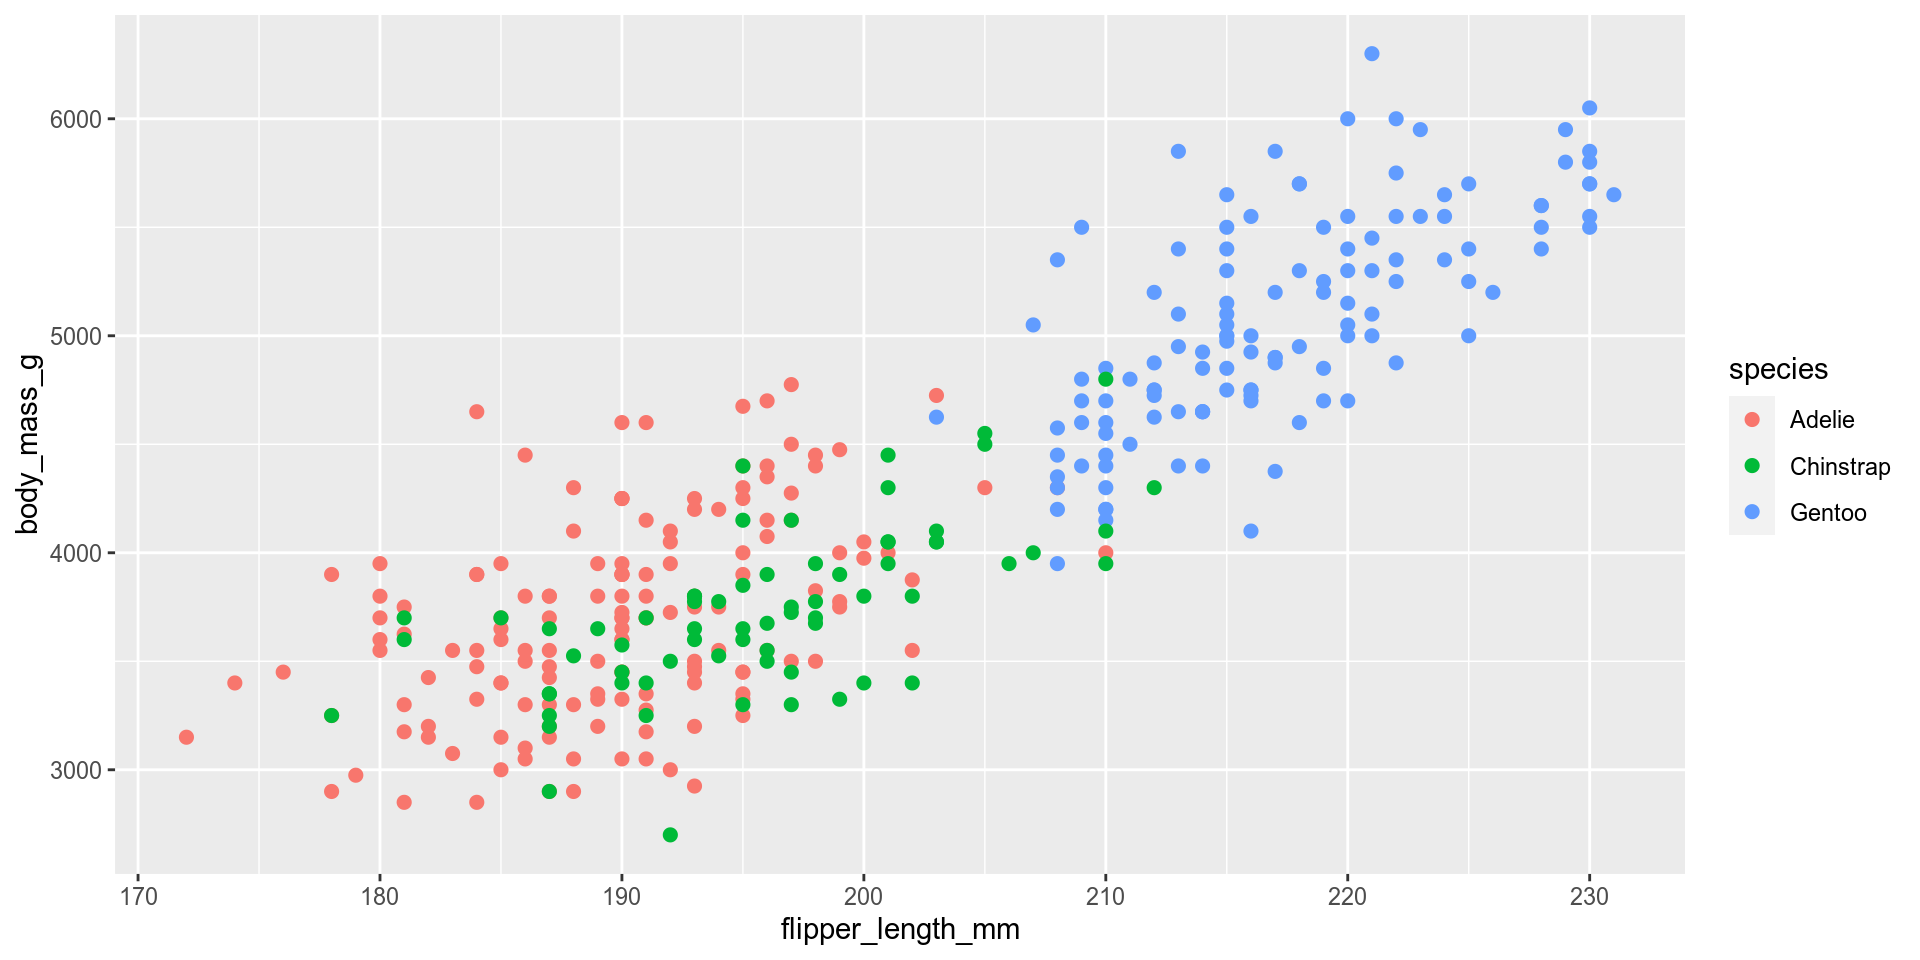 6000
5000
4000
3000
body_mass_g
170 180 190 200 210 220 230
flipper_length_mm
species
Adelie
Chinstrap
Gentoo